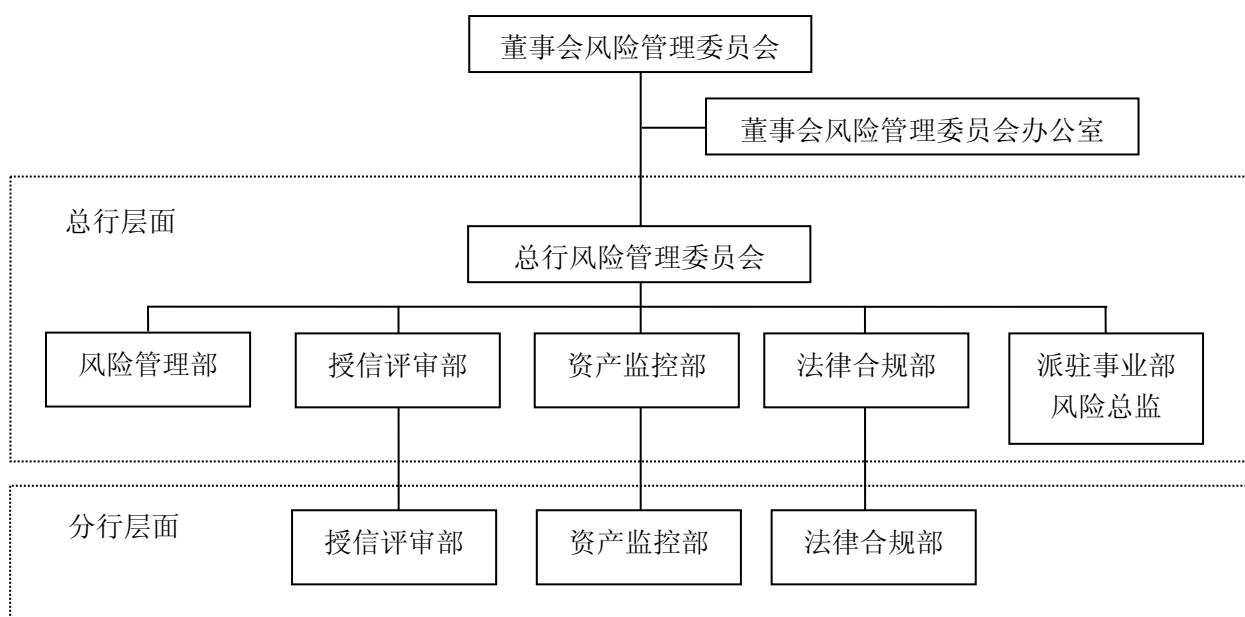 董事会风险管理委员会
董事会风险管理委员会办公室
总行层面
总行风险管理委员会
风险管理部
授信评审部
资产监控部
法律合规部
派驻事业部
风险总监
分行层面
授信评审部
资产监控部
法律合规部